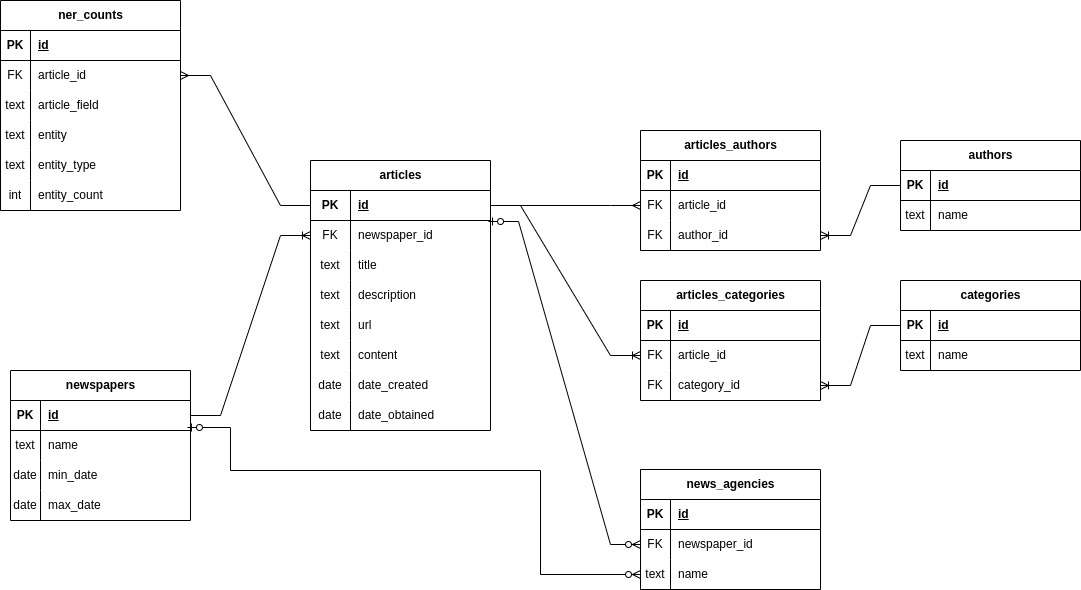 ner_counts
PK id
FK article_id
text article_field
text entity
text entity_type
int entity_count
articles
PK id
FK newspaper_id
text title
text description
text url
text content
date date_created
date date_obtained
newspapers
PK id
text name
date min_date
date max_date
articles_authors
PK id
FK article_id
FK author_id
authors
PK id
text name
articles_categories
PK id
FK article_id
FK category_id
categories
PK id
text name
news_agencies
PK id
FK newspaper_id
text name